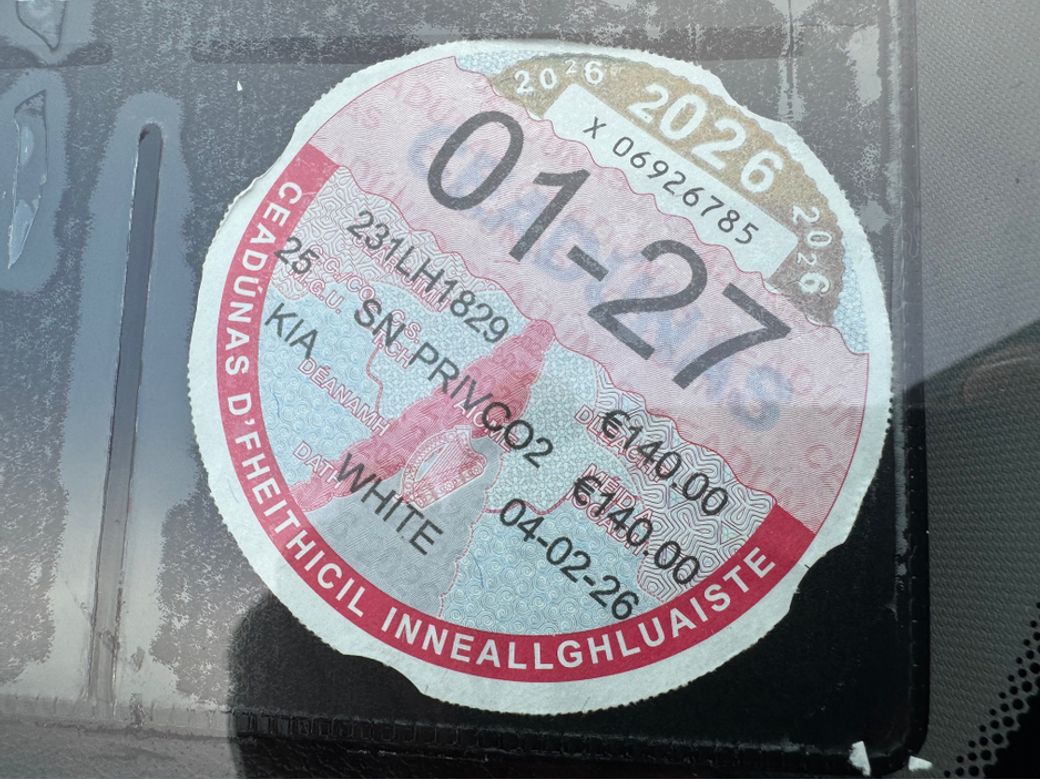 2026 2026 2026
X 06926785
01-27
231LH1829
25 SN PRIVCO2 €140.00
KIA €140.00
DÉANAMH
DATH
WHITE 04-02-26
CEADÚNAS D'FHEITHICIL INNEALLGHLUAISTE